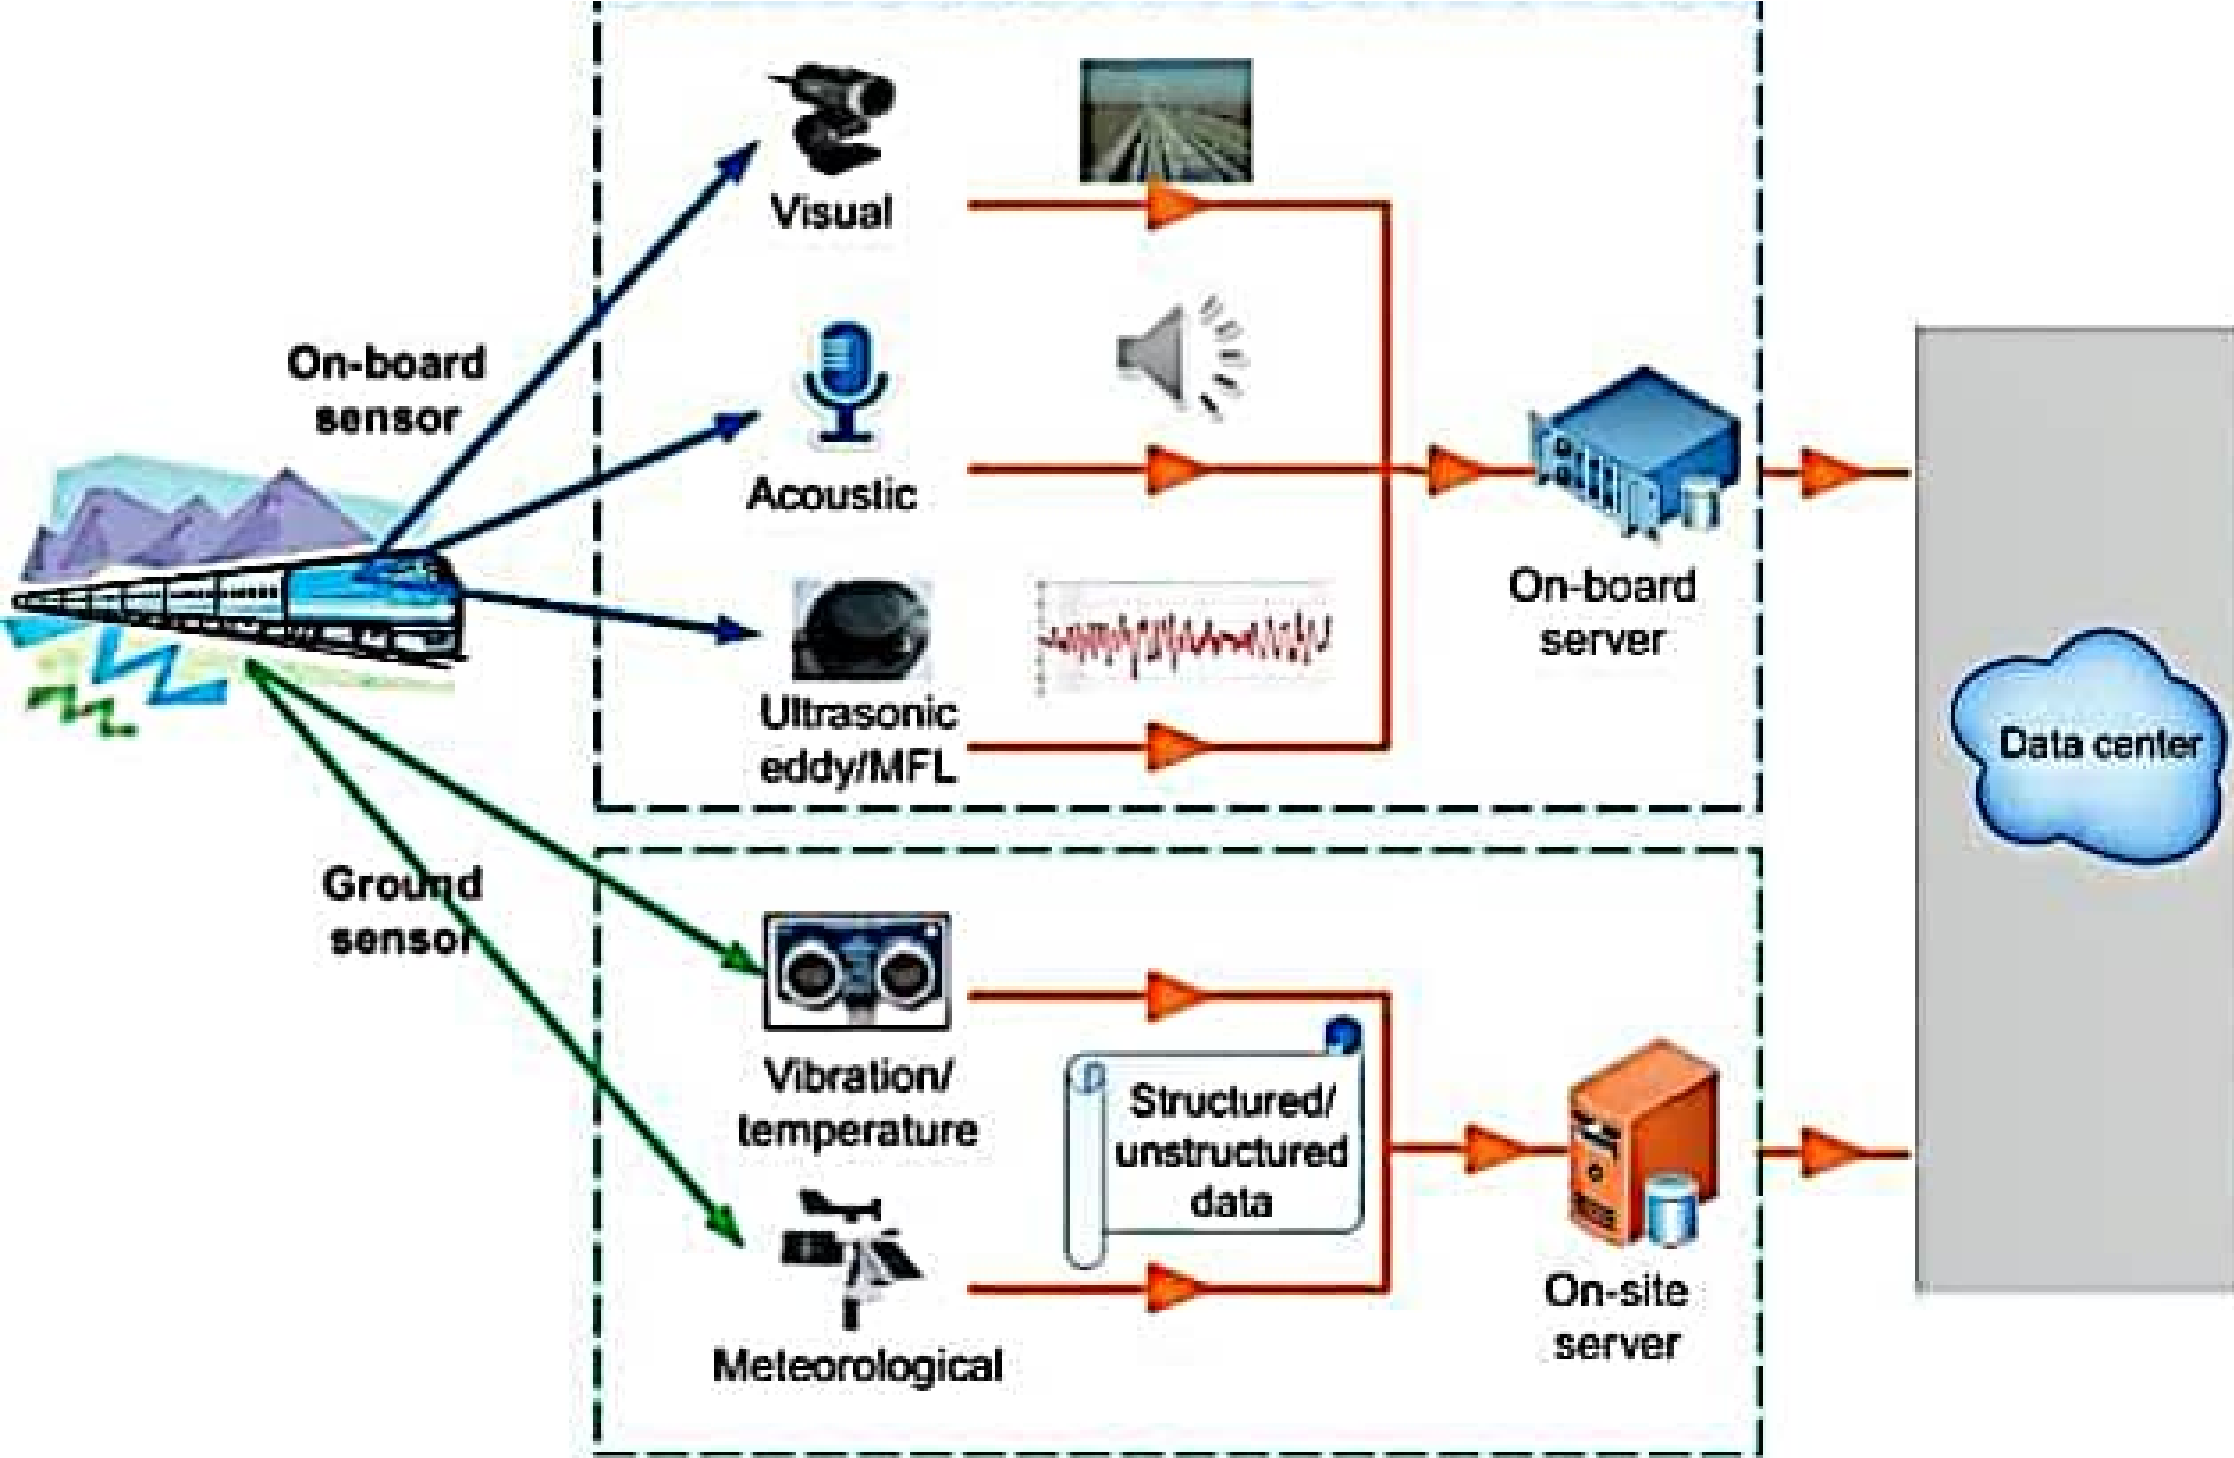 Visual
On-board
sensor
Acoustic
On-board
server
Ultrasonic
eddy/MFL
Data center
Ground
sensor
Vibration/
temperature
Structured/
unstructured
data
On-site
server
Meteorological